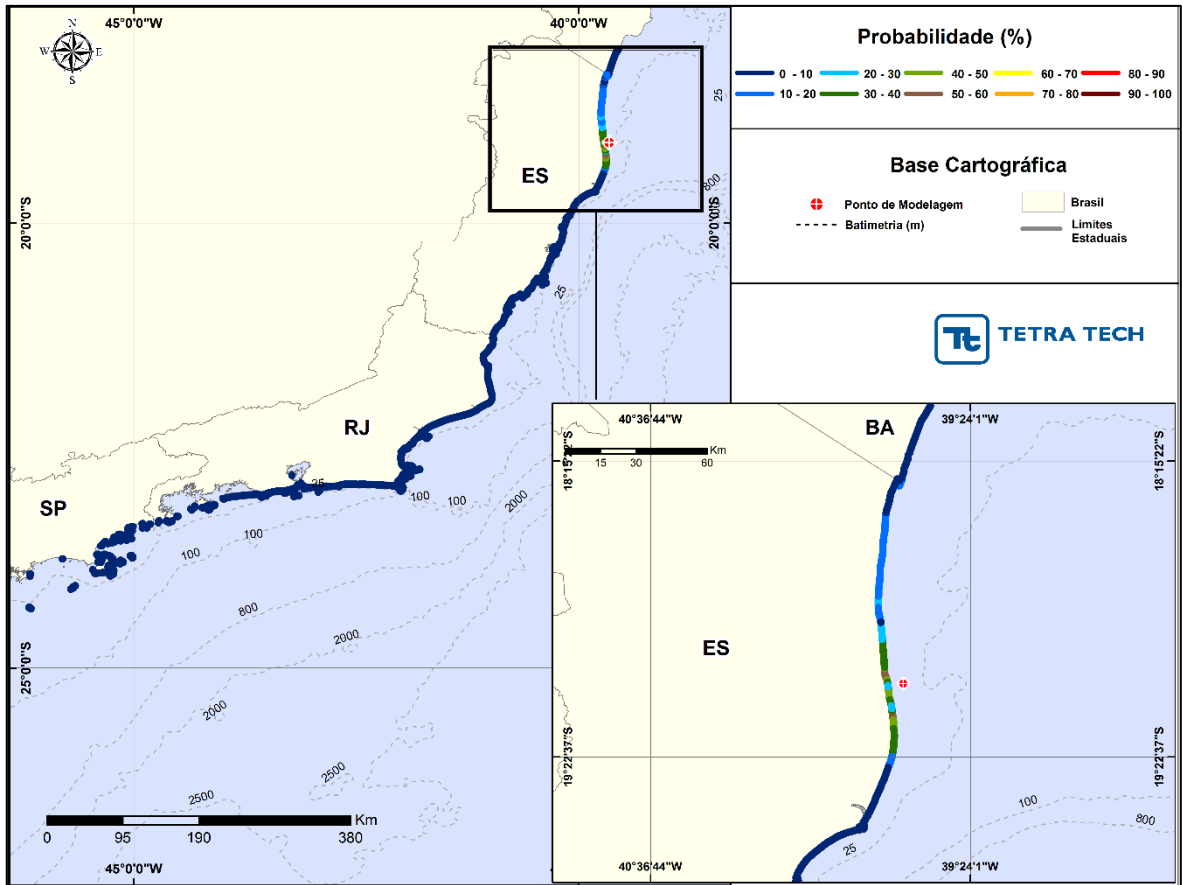 45°0'0"W
40°0'0"W
N
W E
S
25
800
ES
20°0'0"S
20°0'0"S
25
RJ
25
SP
100
100
100
2000
100
800
2000
25°0'0"S
25°0'0"S
2000
2500
2500
Km
0 95 190 380
45°0'0"W
Probabilidade (%)
0 - 10 20 - 30 40 - 50 60 - 70 80 - 90
10 - 20 30 - 40 50 - 60 70 - 80 90 - 100
Base Cartográfica
Ponto de Modelagem
Brasil
Batimetria (m)
Limites
Estaduais
Tt TETRA TECH
40°36'44"W
39°24'1"W
BA
Km
15 30 60
18°15'22"S
18°15'22"S
ES
19°22'37"S
19°22'37"S
100
800
25
40°36'44"W
39°24'1"W